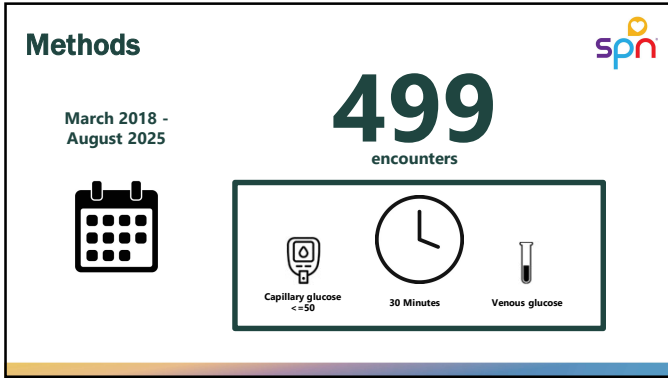 Methods
spn
March 2018 -
August 2025
499
encounters
Capillary glucose
<=50
30 Minutes
Venous glucose